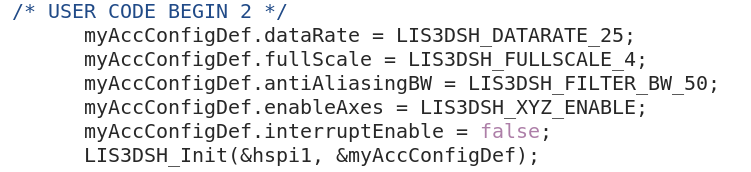 /* USER CODE BEGIN 2 */
myAccConfigDef.dataRate = LIS3DSH_DATARATE_25;
myAccConfigDef.fullScale = LIS3DSH_FULLSCALE_4;
myAccConfigDef.antiAliasingBW = LIS3DSH_FILTER_BW_50;
myAccConfigDef.enableAxes = LIS3DSH_XYZ_ENABLE;
myAccConfigDef.interruptEnable = false;
LIS3DSH_Init(&hspi1, &myAccConfigDef);